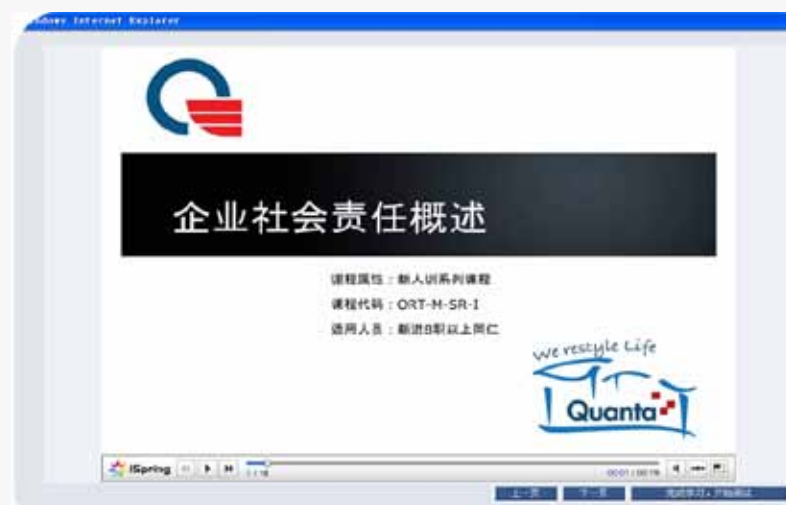 Windows Internet Explorer
企业社会责任概述
课程属性：新人训系列课程
课程代码：ORT-M-SR-I
适用人员：新进B职以上同仁
We restyle Life
Quanta
iSpring
上一页
下一页